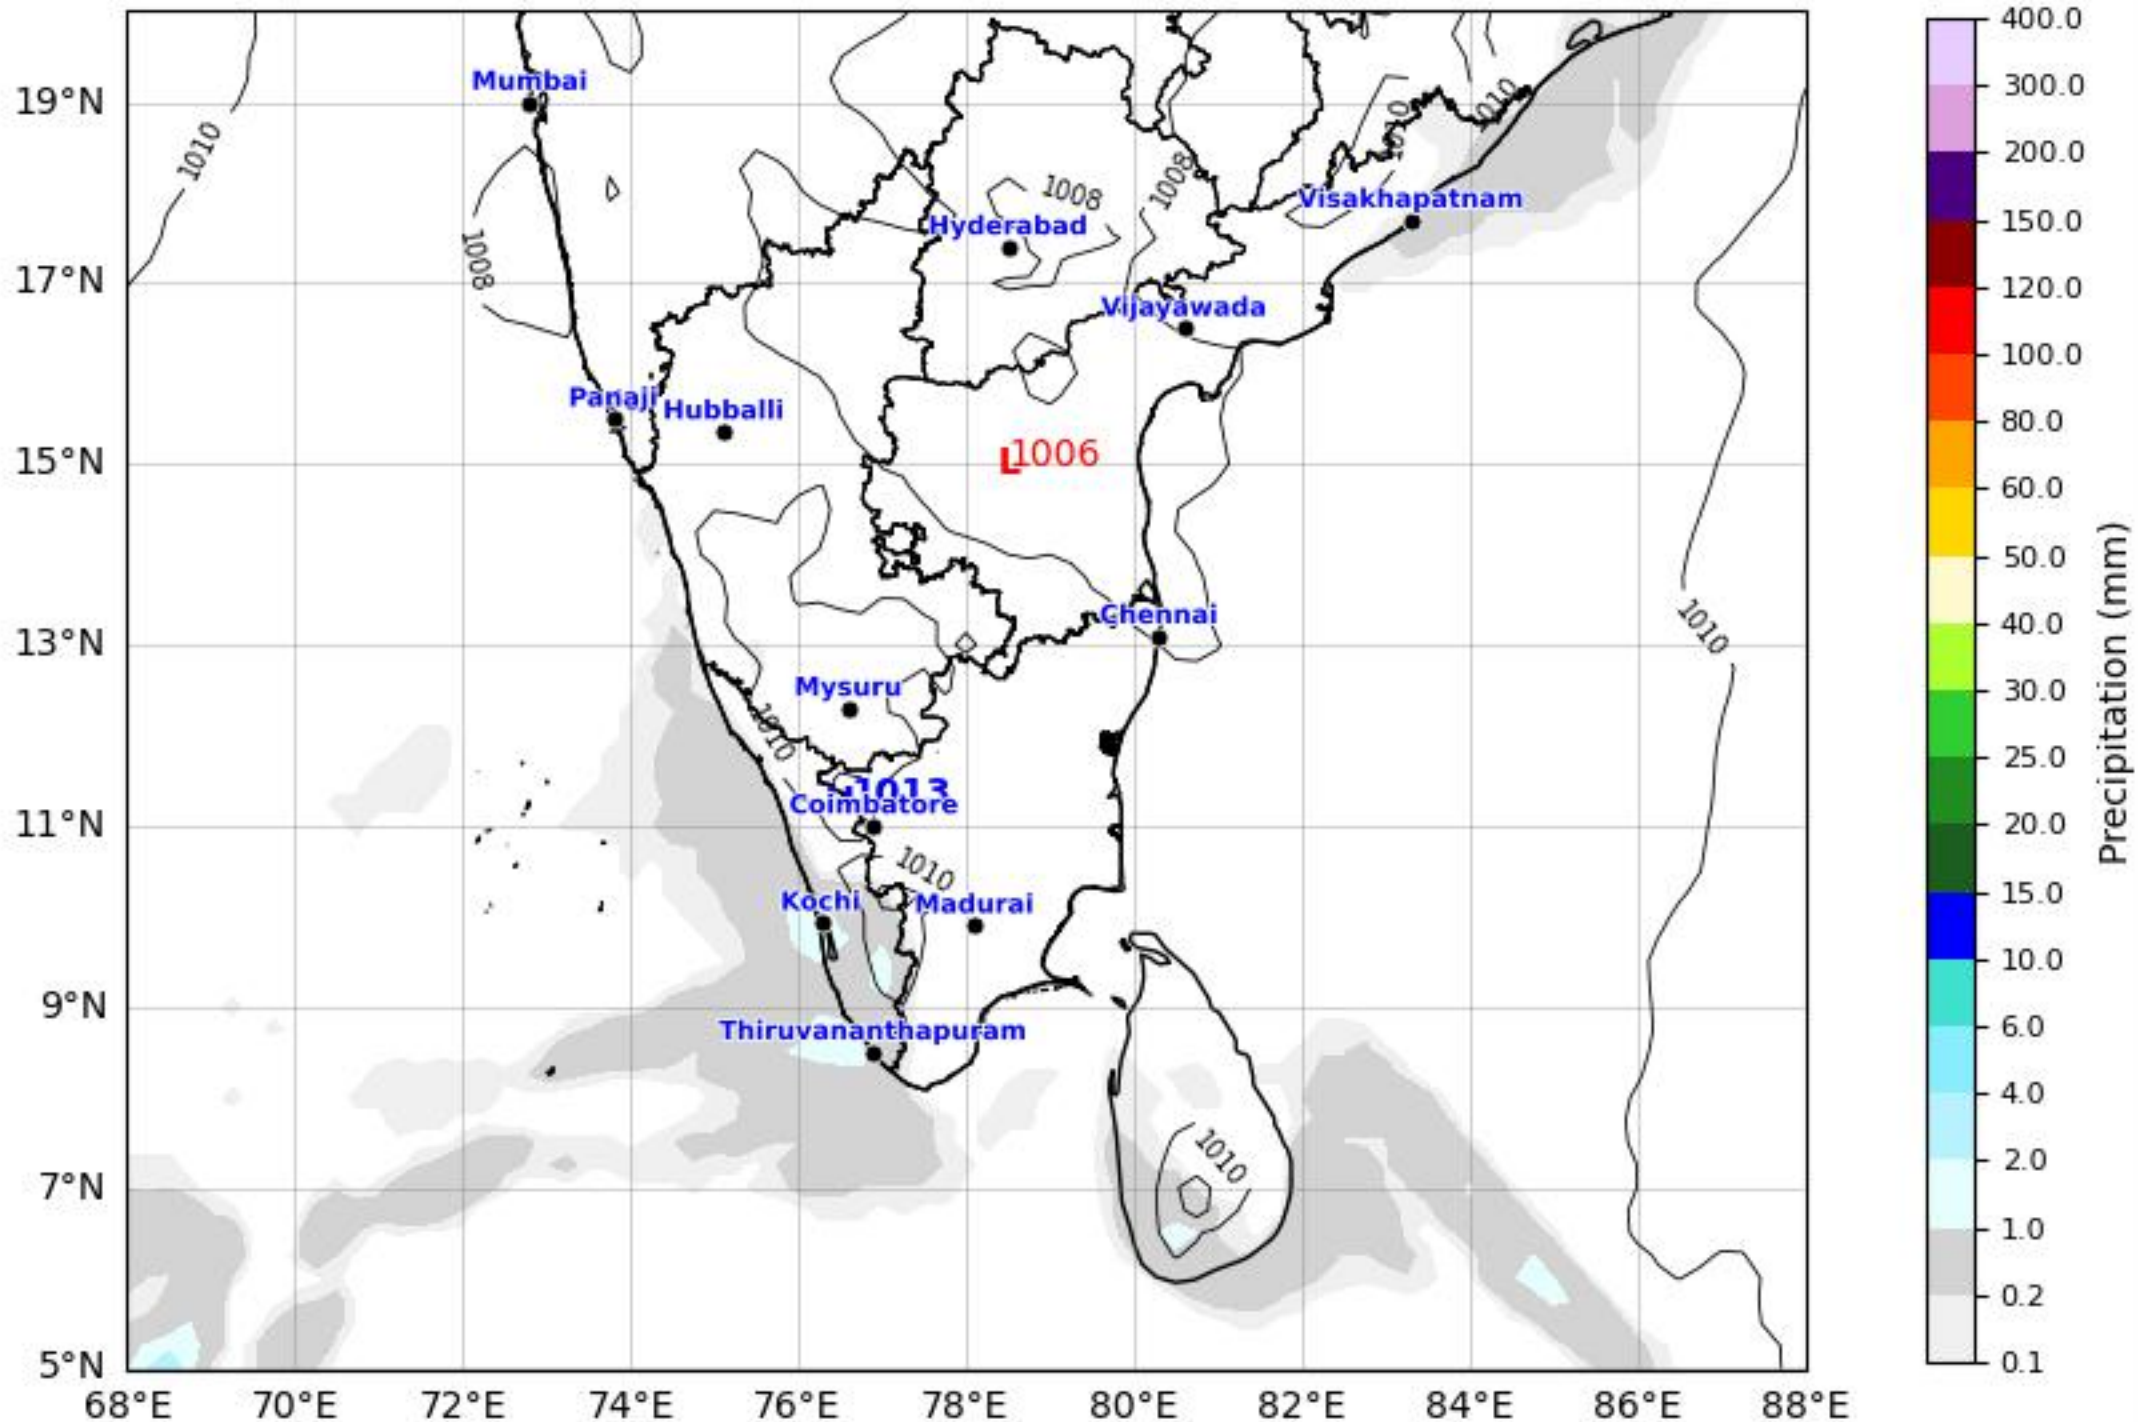 Mumbai
19°N
1010
1010
1010
1008
1008
Visakhapatnam
Hyderabad
1008
17°N
Vijayawada
Panaji
Hubballi
15°N
L1006
Chennai
1010
13°N
Mysuru
1010
1013
Coimbatore
11°N
1010
Kochi
Madurai
9°N
Thiruvananthapuram
1010
7°N
5°N
68°E 70°E 72°E 74°E 76°E 78°E 80°E 82°E 84°E 86°E 88°E
400.0
300.0
200.0
150.0
120.0
100.0
80.0
60.0
50.0
40.0
30.0
25.0
20.0
15.0
10.0
6.0
4.0
2.0
1.0
0.2
0.1
Precipitation (mm)